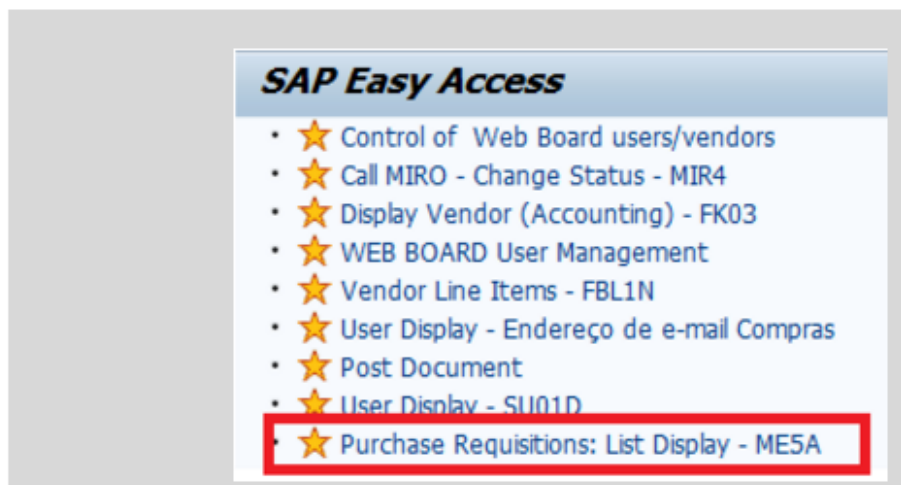 SAP Easy Access
Control of Web Board users/vendors
Call MIRO - Change Status - MIR4
Display Vendor (Accounting) - FK03
WEB BOARD User Management
Vendor Line Items - FBL1N
User Display - Endereço de e-mail Compras
Post Document
User Display - SU01D
Purchase Requisitions: List Display - ME5A